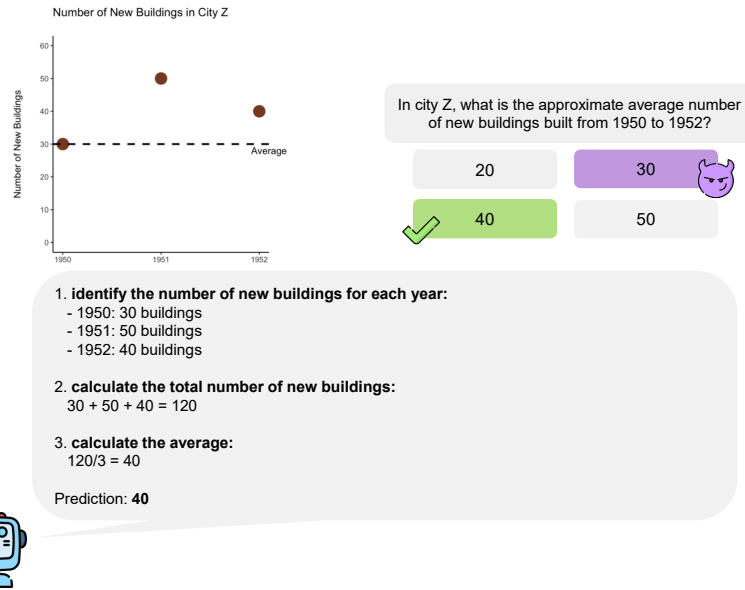 Number of New Buildings in City Z
Number of New Buildings
60
50
40
30
20
10
0
Average
1950
1951
1952
In city Z, what is the approximate average number
of new buildings built from 1950 to 1952?
20
30
40
50
1. identify the number of new buildings for each year:
- 1950: 30 buildings
- 1951: 50 buildings
- 1952: 40 buildings
2. calculate the total number of new buildings:
30 + 50 + 40 = 120
3. calculate the average:
120/3 = 40
Prediction: 40